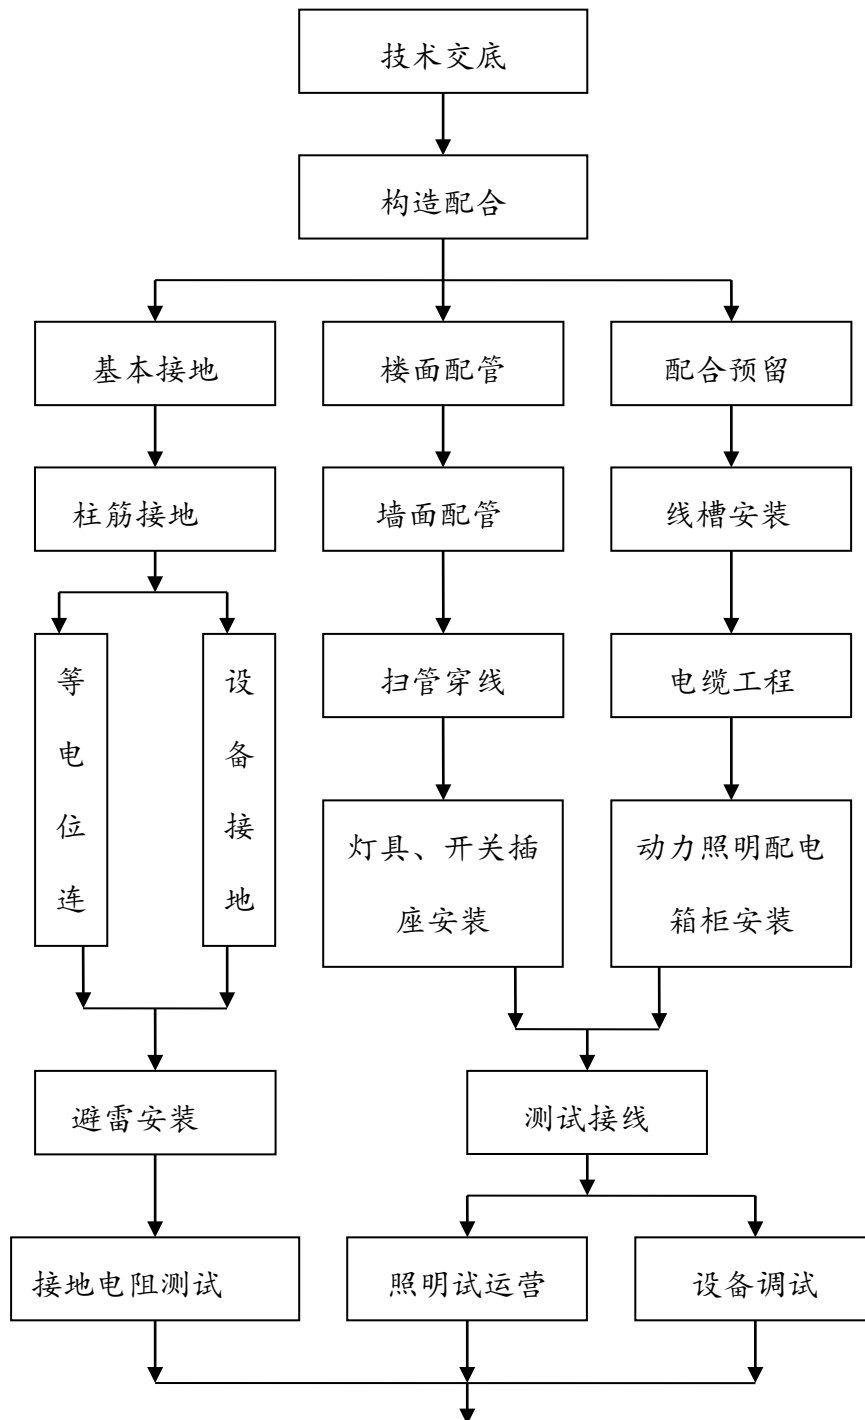 技术交底
构造配合
基本接地
楼面配管
配合预留
柱筋接地
墙面配管
线槽安装
等电位连
设备接地
扫管穿线
电缆工程
灯具、开关插
座安装
动力照明配电
箱柜安装
避雷安装
测试接线
接地电阻测试
照明试运营
设备调试